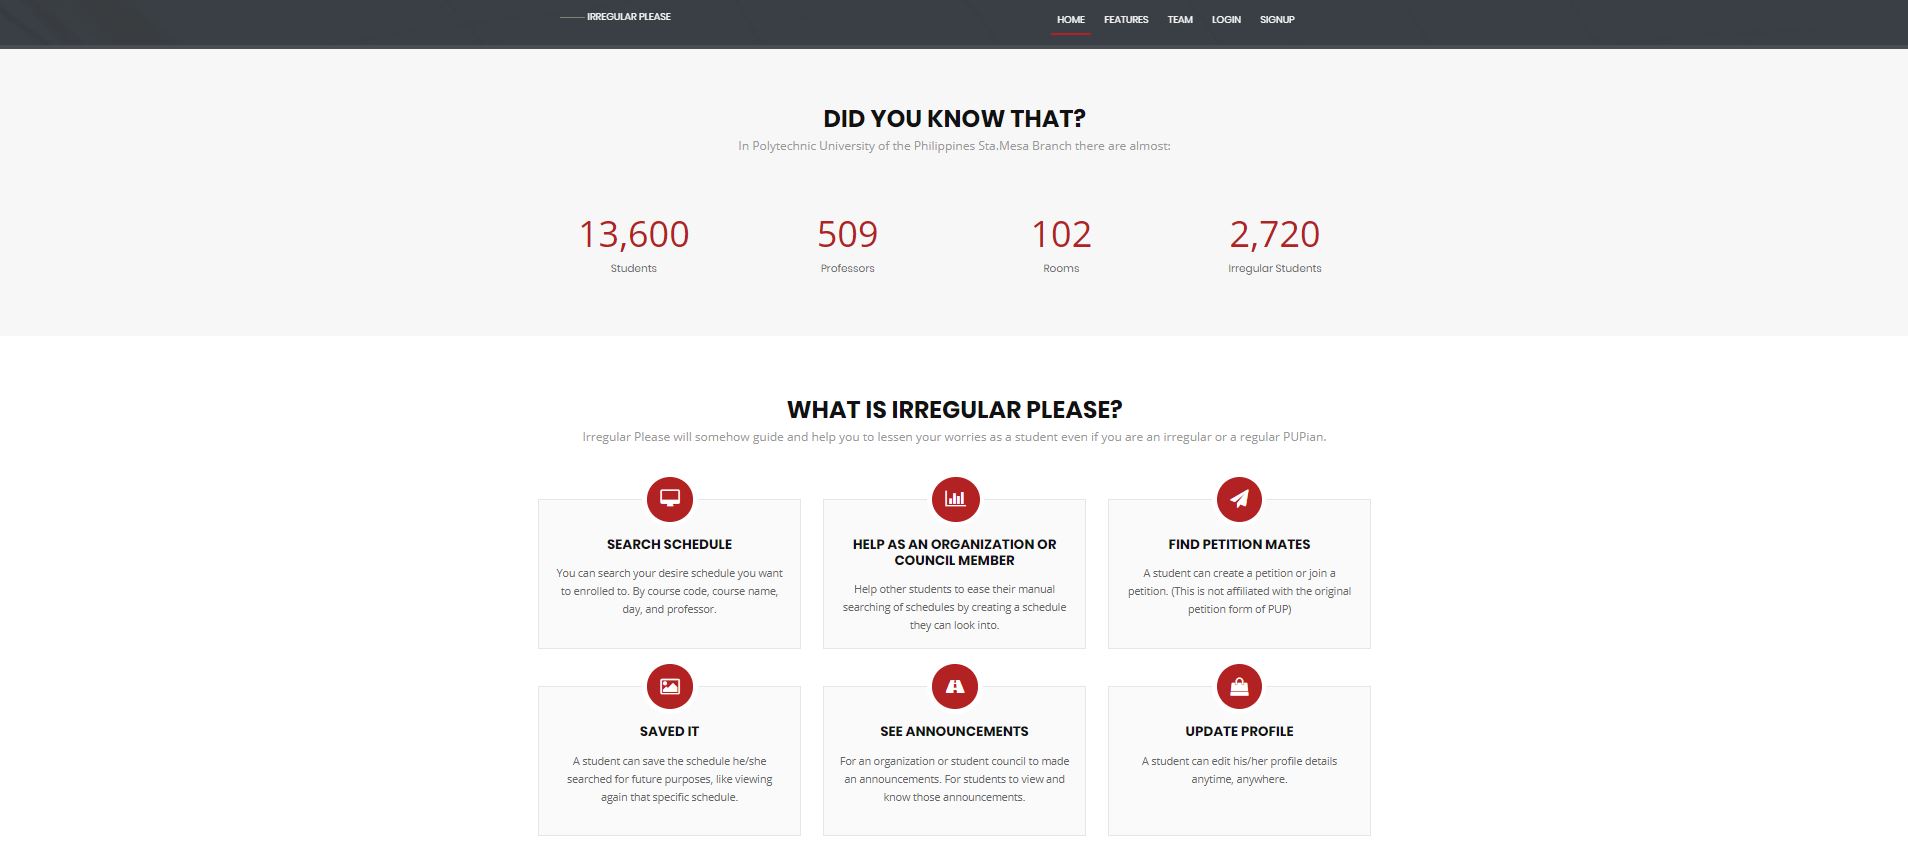 IRREGULAR PLEASE
HOME FEATURES TEAM LOGIN SIGNUP
DID YOU KNOW THAT?
In Polytechnic University of the Philippines Sta.Mesa Branch there are almost:
13,600
Students
509
Professors
102
Rooms
2,720
Irregular Students
WHAT IS IRREGULAR PLEASE?
Irregular Please will somehow guide and help you to lessen your worries as a student even if you are an irregular or a regular PUPian.
SEARCH SCHEDULE
You can search your desire schedule you want
to enrolled to. By course code, course name,
day, and professor.
HELP AS AN ORGANIZATION OR
COUNCIL MEMBER
Help other students to ease their manual
searching of schedules by creating a schedule
they can look into.
FIND PETITION MATES
A student can create a petition or join a
petition. (This is not affiliated with the original
petition form of PUP)
SAVED IT
A student can save the schedule he/she
searched for future purposes, like viewing
again that specific schedule.
SEE ANNOUNCEMENTS
For an organization or student council to made
an announcements. For students to view and
know those announcements.
UPDATE PROFILE
A student can edit his/her profile details
anytime, anywhere.